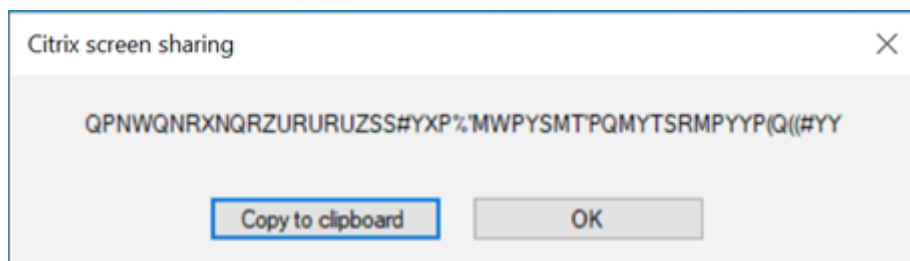 Citrix screen sharing
QPNWQNRXNQRZURURUZSS#YXP%'MWPYSMT'PQMYTSRMPYYP(Q((#YY
Copy to clipboard
OK